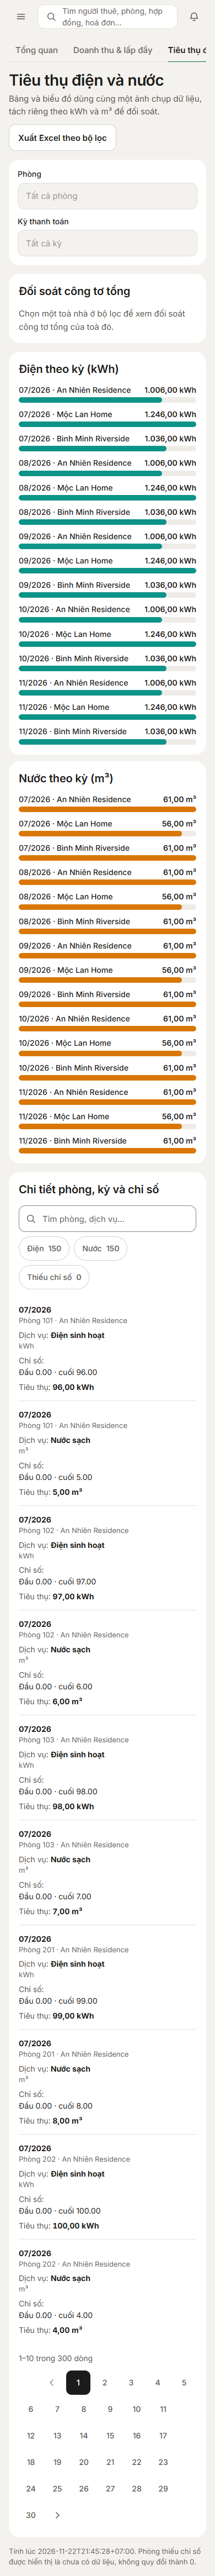 Tìm người thuê, phòng, hợp
đồng, hoá đơn...
Tổng quan Doanh thu & lấp đầy Tiêu thụ đ
Tiêu thụ điện và nước
Bảng và biểu đồ dùng cùng một ảnh chụp dữ liệu,
tách riêng theo kWh và m³ để đối soát.
Xuất Excel theo bộ lọc
Phòng
Tất cả phòng
Kỳ thanh toán
Tất cả kỳ
Đối soát công tơ tổng
Chọn một toà nhà ở bộ lọc để xem đối soát
công tơ tổng của toà đó.
Điện theo kỳ (kWh)
07/2026 · An Nhiên Residence 1.006,00 kWh
07/2026 · Mộc Lan Home 1.246,00 kWh
07/2026 · Bình Minh Riverside 1.036,00 kWh
08/2026 · An Nhiên Residence 1.006,00 kWh
08/2026 · Mộc Lan Home 1.246,00 kWh
08/2026 · Bình Minh Riverside 1.036,00 kWh
09/2026 · An Nhiên Residence 1.006,00 kWh
09/2026 · Mộc Lan Home 1.246,00 kWh
09/2026 · Bình Minh Riverside 1.036,00 kWh
10/2026 · An Nhiên Residence 1.006,00 kWh
10/2026 · Mộc Lan Home 1.246,00 kWh
10/2026 · Bình Minh Riverside 1.036,00 kWh
11/2026 · An Nhiên Residence 1.006,00 kWh
11/2026 · Mộc Lan Home 1.246,00 kWh
11/2026 · Bình Minh Riverside 1.036,00 kWh
Nước theo kỳ (m³)
07/2026 · An Nhiên Residence 61,00 m³
07/2026 · Mộc Lan Home 56,00 m³
07/2026 · Bình Minh Riverside 61,00 m³
08/2026 · An Nhiên Residence 61,00 m³
08/2026 · Mộc Lan Home 56,00 m³
08/2026 · Bình Minh Riverside 61,00 m³
09/2026 · An Nhiên Residence 61,00 m³
09/2026 · Mộc Lan Home 56,00 m³
09/2026 · Bình Minh Riverside 61,00 m³
10/2026 · An Nhiên Residence 61,00 m³
10/2026 · Mộc Lan Home 56,00 m³
10/2026 · Bình Minh Riverside 61,00 m³
11/2026 · An Nhiên Residence 61,00 m³
11/2026 · Mộc Lan Home 56,00 m³
11/2026 · Bình Minh Riverside 61,00 m³
Chi tiết phòng, kỳ và chỉ số
Tìm phòng, dịch vụ...
Điện 150 Nước 150
Thiếu chỉ số 0
07/2026
Phòng 101 · An Nhiên Residence
Dịch vụ: Điện sinh hoạt
kWh
Chỉ số:
Đầu 0.00 · cuối 96.00
Tiêu thụ: 96,00 kWh
07/2026
Phòng 101 · An Nhiên Residence
Dịch vụ: Nước sạch
m³
Chỉ số:
Đầu 0.00 · cuối 5.00
Tiêu thụ: 5,00 m³
07/2026
Phòng 102 · An Nhiên Residence
Dịch vụ: Điện sinh hoạt
kWh
Chỉ số:
Đầu 0.00 · cuối 97.00
Tiêu thụ: 97,00 kWh
07/2026
Phòng 102 · An Nhiên Residence
Dịch vụ: Nước sạch
m³
Chỉ số:
Đầu 0.00 · cuối 6.00
Tiêu thụ: 6,00 m³
07/2026
Phòng 103 · An Nhiên Residence
Dịch vụ: Điện sinh hoạt
kWh
Chỉ số:
Đầu 0.00 · cuối 98.00
Tiêu thụ: 98,00 kWh
07/2026
Phòng 103 · An Nhiên Residence
Dịch vụ: Nước sạch
m³
Chỉ số:
Đầu 0.00 · cuối 7.00
Tiêu thụ: 7,00 m³
07/2026
Phòng 201 · An Nhiên Residence
Dịch vụ: Điện sinh hoạt
kWh
Chỉ số:
Đầu 0.00 · cuối 99.00
Tiêu thụ: 99,00 kWh
07/2026
Phòng 201 · An Nhiên Residence
Dịch vụ: Nước sạch
m³
Chỉ số:
Đầu 0.00 · cuối 8.00
Tiêu thụ: 8,00 m³
07/2026
Phòng 202 · An Nhiên Residence
Dịch vụ: Điện sinh hoạt
kWh
Chỉ số:
Đầu 0.00 · cuối 100.00
Tiêu thụ: 100,00 kWh
07/2026
Phòng 202 · An Nhiên Residence
Dịch vụ: Nước sạch
m³
Chỉ số:
Đầu 0.00 · cuối 4.00
Tiêu thụ: 4,00 m³
1–10 trong 300 dòng
1 2 3 4 5
6 7 8 9 10 11
12 13 14 15 16 17
18 19 20 21 22 23
24 25 26 27 28 29
30
Tính lúc 2026-11-22T21:45:28+07:00. Phòng thiếu chỉ số
được hiển thị là chưa có dữ liệu, không quy đổi thành 0.